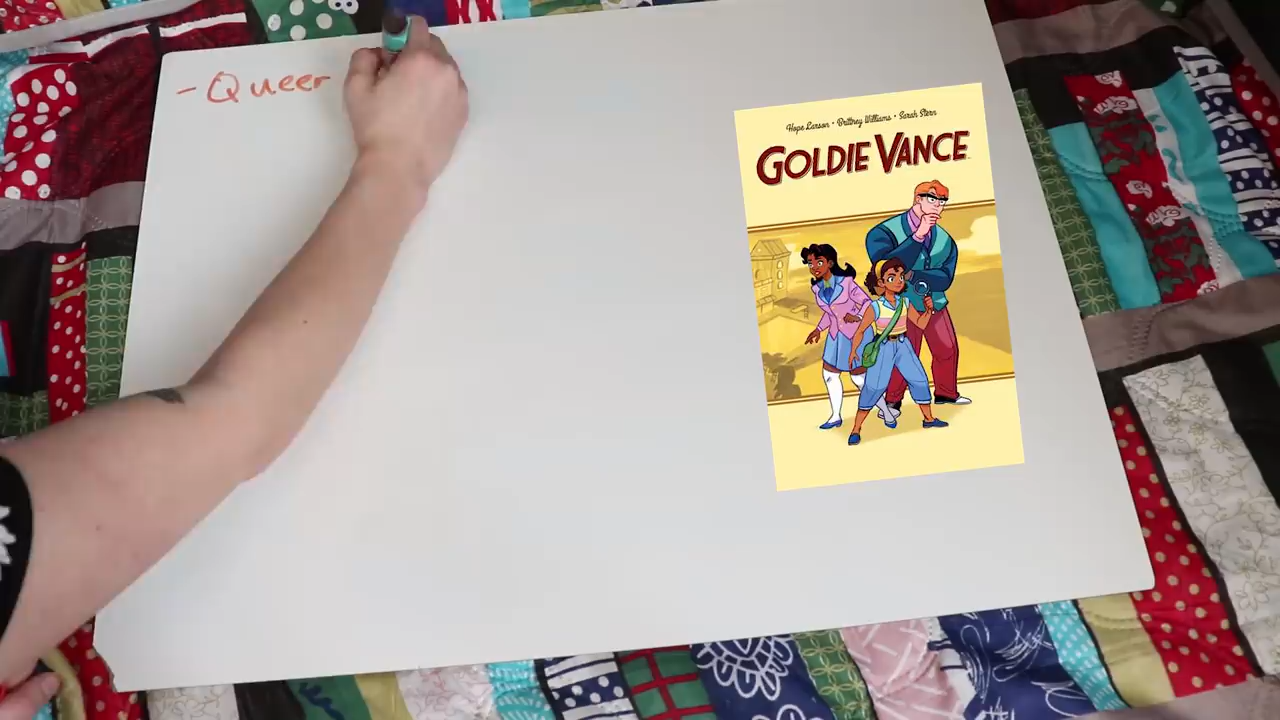 - Queer
Hope Larson • Brittney Williams • Sarah Stern
GOLDIE VANCE